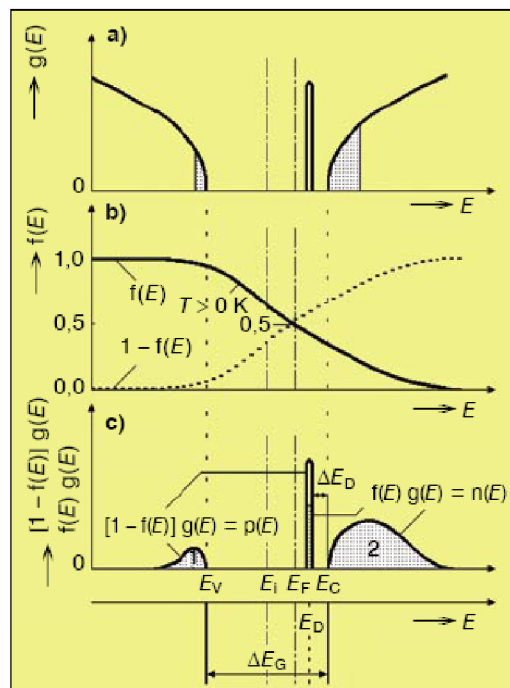 a)
→ g(E)
0
→ E
b)
→ f(E)
1,0
f(E)
T > 0 K
0,5
0,5
1 – f(E)
0,0
→ E
c)
→ [1–f(E)] g(E)
f(E) g(E)
ΔE_D
f(E) g(E) = n(E)
[1–f(E)] g(E) = p(E)
1
2
0
E_V E_i E_F E_C
E_D
→ E
ΔE_G